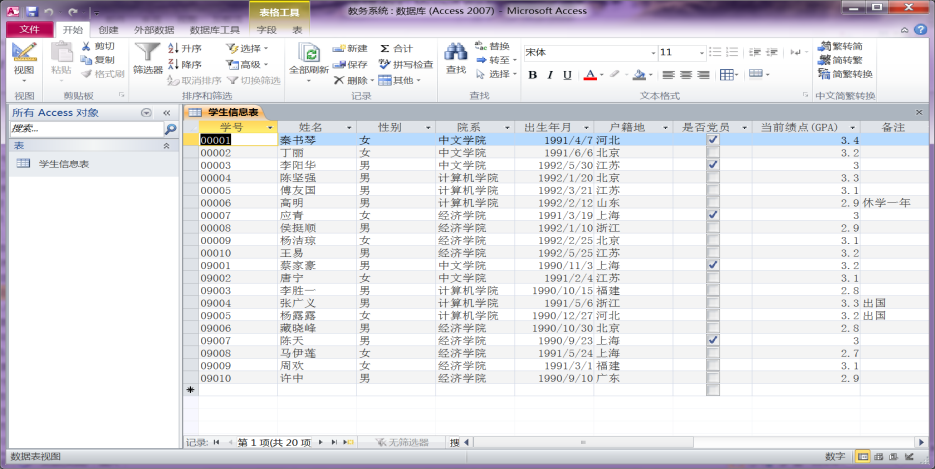 教务系统 : 数据库 (Access 2007) - Microsoft Access
表格工具
文件 开始 创建 外部数据 数据库工具 字段 表
视图 粘贴 剪切 复制 格式刷 筛选器 升序 降序 取消排序 选择 高级 切换筛选 全部刷新 新建 保存 删除 合计 拼写检查 其他 查找 替换 转至 选择 宋体 11 B I U A 繁转简 简转繁 简繁转换
视图 剪贴板 排序和筛选 记录 查找 文本格式 中文简繁转换
所有 Access 对象
搜索...
表
学生信息表
学生信息表
学号 姓名 性别 院系 出生年月 户籍地 是否党员 当前绩点(GPA) 备注
00001 秦书琴 女 中文学院 1991/4/7 河北 3.4
00002 丁丽 女 中文学院 1991/6/6 北京 3.2
00003 李阳华 男 中文学院 1992/5/30 江苏 3
00004 陈坚强 男 计算机学院 1992/1/20 北京 3.3
00005 傅友国 男 计算机学院 1992/3/21 江苏 3.1
00006 高明 男 计算机学院 1992/2/12 山东 2.9 休学一年
00007 应青 女 经济学院 1991/3/19 上海 3
00008 侯挺顺 男 经济学院 1992/1/10 浙江 2.9
00009 杨洁琼 女 经济学院 1992/2/25 北京 3.1
00010 王易 男 经济学院 1992/5/25 江苏 3.2
09001 蔡家豪 男 中文学院 1990/11/3 上海 3.2
09002 唐宁 女 中文学院 1991/2/4 江苏 3.1
09003 李胜一 男 计算机学院 1990/10/15 福建 2.8
09004 张广义 男 计算机学院 1991/5/6 浙江 3.3 出国
09005 杨露露 男 计算机学院 1990/12/27 河北 3.2 出国
09006 藏晓峰 男 经济学院 1990/10/30 北京 2.8
09007 陈天 男 经济学院 1990/9/23 上海 3
09008 马伊莲 女 经济学院 1991/5/24 上海 2.7
09009 周欢 女 经济学院 1991/3/1 福建 3.1
09010 许中 男 经济学院 1990/9/10 广东 2.9
记录: 第 1 项(共 20 项 无筛选器 搜
数据表视图 数字